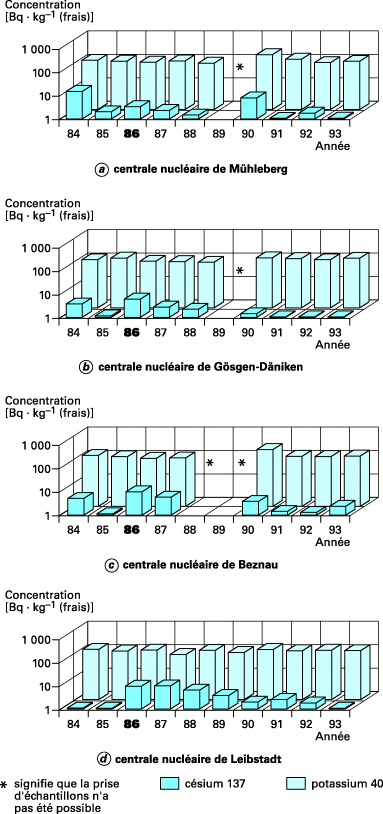 Concentration
[Bq · kg⁻¹ (frais)]
1 000
100
10
1
*
84 85 86 87 88 90 91 92 93
Année
a centrale nucléaire de Mühleberg
Concentration
[Bq · kg⁻¹ (frais)]
1 000
100
10
1
*
84 85 86 87 88 90 91 92 93
Année
b centrale nucléaire de Gösgen-Däniken
Concentration
[Bq · kg⁻¹ (frais)]
1 000
100
10
1
* *
84 85 86 87 90 91 92 93
Année
c centrale nucléaire de Beznau
Concentration
[Bq · kg⁻¹ (frais)]
1 000
100
10
1
84 85 86 87 88 89 90 91 92 93
Année
d centrale nucléaire de Leibstadt
* signifie que la prise d'échantillons n'a pas été possible
césium 137
potassium 40